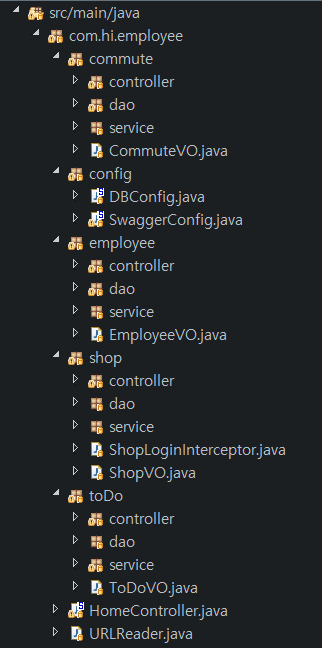 src/main/java
com.hi.employee
commute
controller
dao
service
CommuteVO.java
config
DBConfig.java
SwaggerConfig.java
employee
controller
dao
service
EmployeeVO.java
shop
controller
dao
service
ShopLoginInterceptor.java
ShopVO.java
toDo
controller
dao
service
ToDoVO.java
HomeController.java
URLReader.java